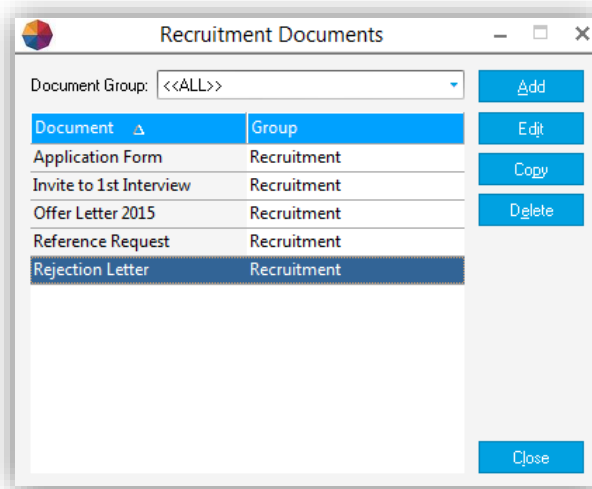 Recruitment Documents
Document Group: <<ALL>>
Add
Document Group
Edit
Application Form Recruitment
Invite to 1st Interview Recruitment
Copy
Offer Letter 2015 Recruitment
Delete
Reference Request Recruitment
Rejection Letter Recruitment
Close